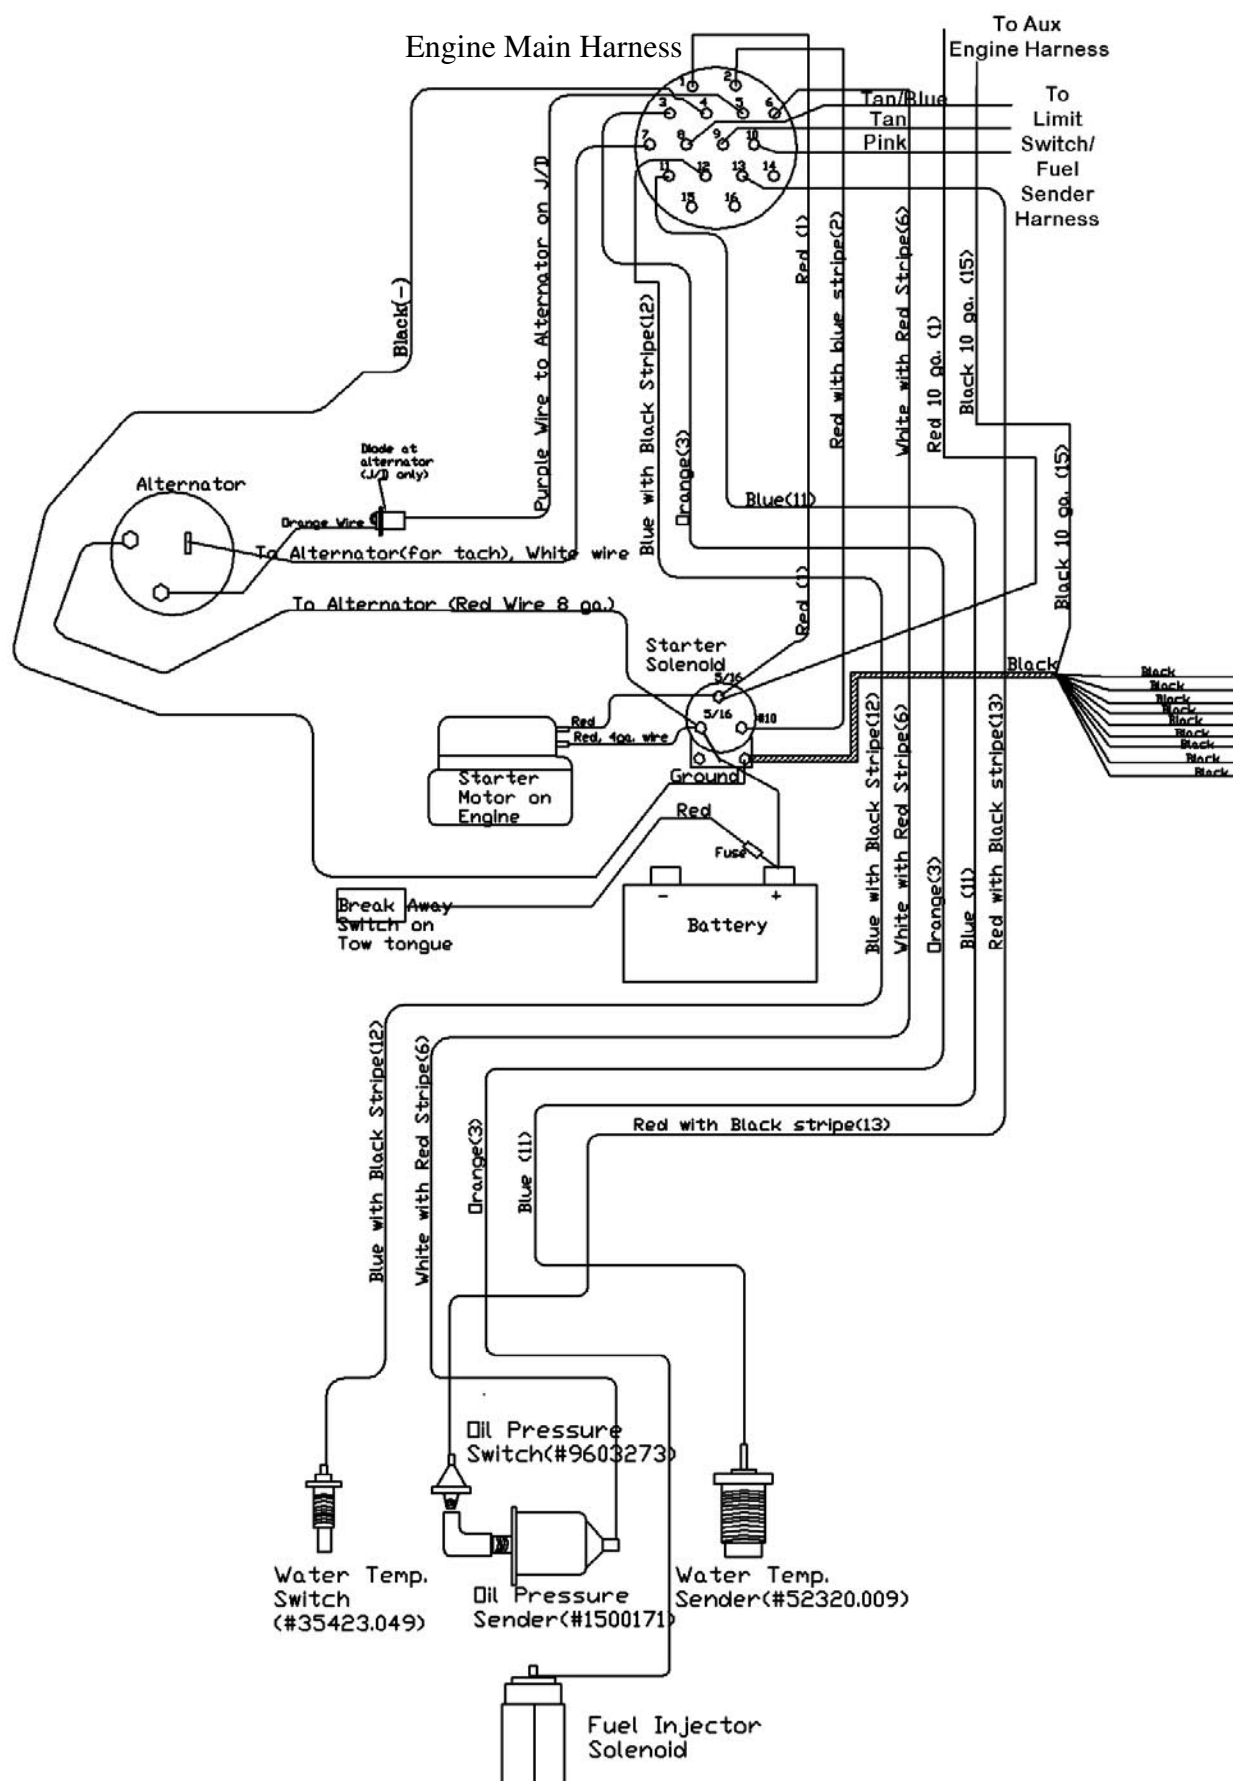 Engine Main Harness
To Aux
Engine Harness
To
Limit
Switch/
Fuel
Sender
Harness
Tan/Blue
Tan
Pink
1
2
3
4
5
6
7
8
9
10
11
12
13
14
15
16
Black(-)
Purple Wire to Alternator on J/D
Blue with Black Stripe(12)
Orange(3)
Red (1)
Red with blue stripe(2)
White with Red Stripe(6)
Red 10 ga. (1)
Black 10 ga. (15)
Black 10 ga. (15)
Blue(11)
Red (1)
Diode at
alternator
(J/D only)
Alternator
Orange Wire
To Alternator(for tach), White wire
To Alternator (Red Wire 8 ga.)
Starter
Solenoid
5/16
5/16
#10
Red
Red, 4ga. wire
Ground
Starter
Motor on
Engine
Red
Fuse
Break Away
Switch on
Tow tongue
-
+
Battery
Black
Black
Black
Black
Black
Black
Black
Black
Black
Black
Blue with Black Stripe(12)
White with Red Stripe(6)
Orange(3)
Blue (11)
Red with Black stripe(13)
Red with Black stripe(13)
Blue with Black Stripe(12)
White with Red Stripe(6)
Orange(3)
Blue (11)
Oil Pressure
Switch(#9603273)
Water Temp.
Switch
(#35423.049)
Oil Pressure
Sender(#1500171)
Water Temp.
Sender(#52320.009)
Fuel Injector
Solenoid